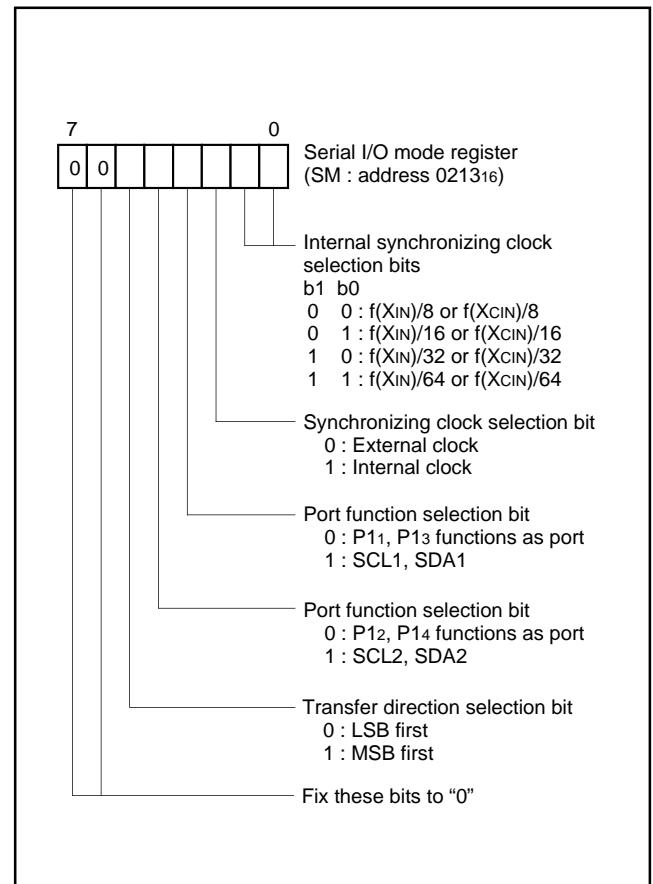 7 0
0 0
Serial I/O mode register
(SM : address 021316)
Internal synchronizing clock
selection bits
b1 b0
0 0 : f(XIN)/8 or f(XCIN)/8
0 1 : f(XIN)/16 or f(XCIN)/16
1 0 : f(XIN)/32 or f(XCIN)/32
1 1 : f(XIN)/64 or f(XCIN)/64
Synchronizing clock selection bit
0 : External clock
1 : Internal clock
Port function selection bit
0 : P11, P13 functions as port
1 : SCL1, SDA1
Port function selection bit
0 : P12, P14 functions as port
1 : SCL2, SDA2
Transfer direction selection bit
0 : LSB first
1 : MSB first
Fix these bits to “0”